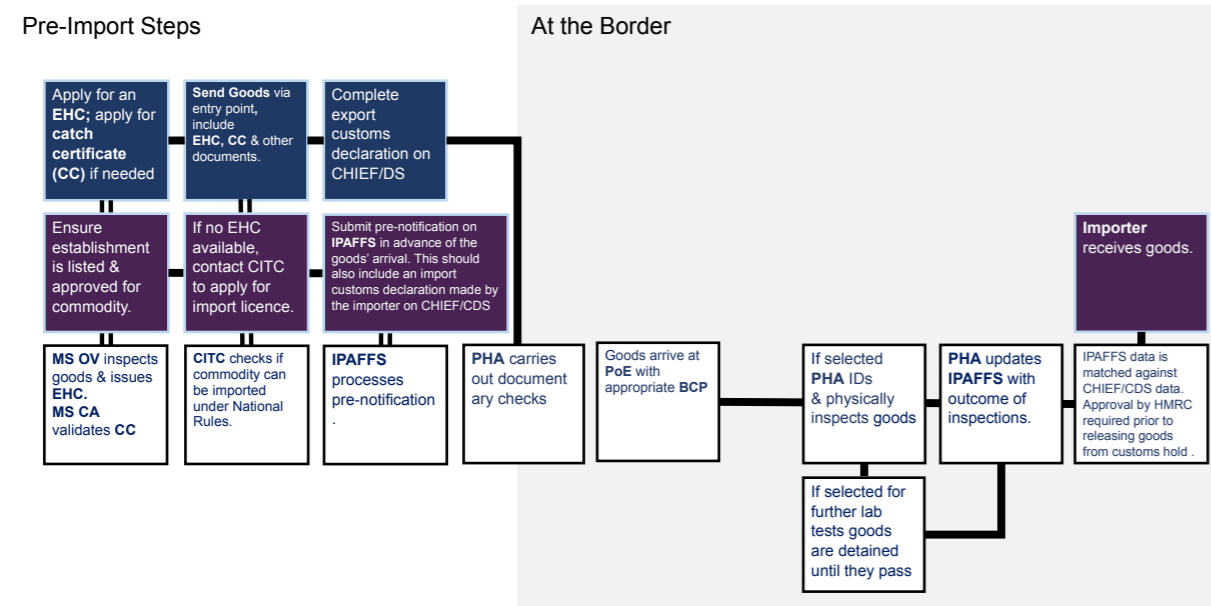 Pre-Import Steps
At the Border
Apply for an
EHC; apply for
catch
certificate
(CC) if needed
Send Goods via
entry point,
include
EHC, CC & other
documents.
Complete
export
customs
declaration on
CHIEF/DS
Ensure
establishment
is listed &
approved for
commodity.
If no EHC
available,
contact CITC
to apply for
import licence.
Submit pre-notification on
IPAFFS in advance of the
goods' arrival. This should
also include an import
customs declaration made by
the importer on CHIEF/CDS
Importer
receives goods.
MS OV inspects
goods & issues
EHC.
MS CA
validates CC
CITC checks if
commodity can
be imported
under National
Rules.
IPAFFS
processes
pre-notification
.
PHA carries
out document
ary checks
Goods arrive at
PoE with
appropriate BCP
If selected
PHA IDs
& physically
inspects goods
PHA updates
IPAFFS with
outcome of
inspections.
IPAFFS data is
matched against
CHIEF/CDS data.
Approval by HMRC
required prior to
releasing goods
from customs hold .
If selected for
further lab
tests goods
are detained
until they pass